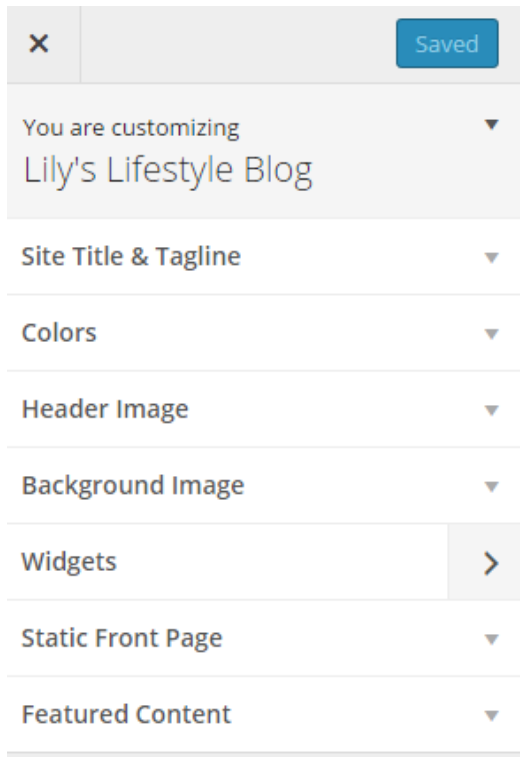 Saved
You are customizing
Lily's Lifestyle Blog
Site Title & Tagline
Colors
Header Image
Background Image
Widgets
Static Front Page
Featured Content